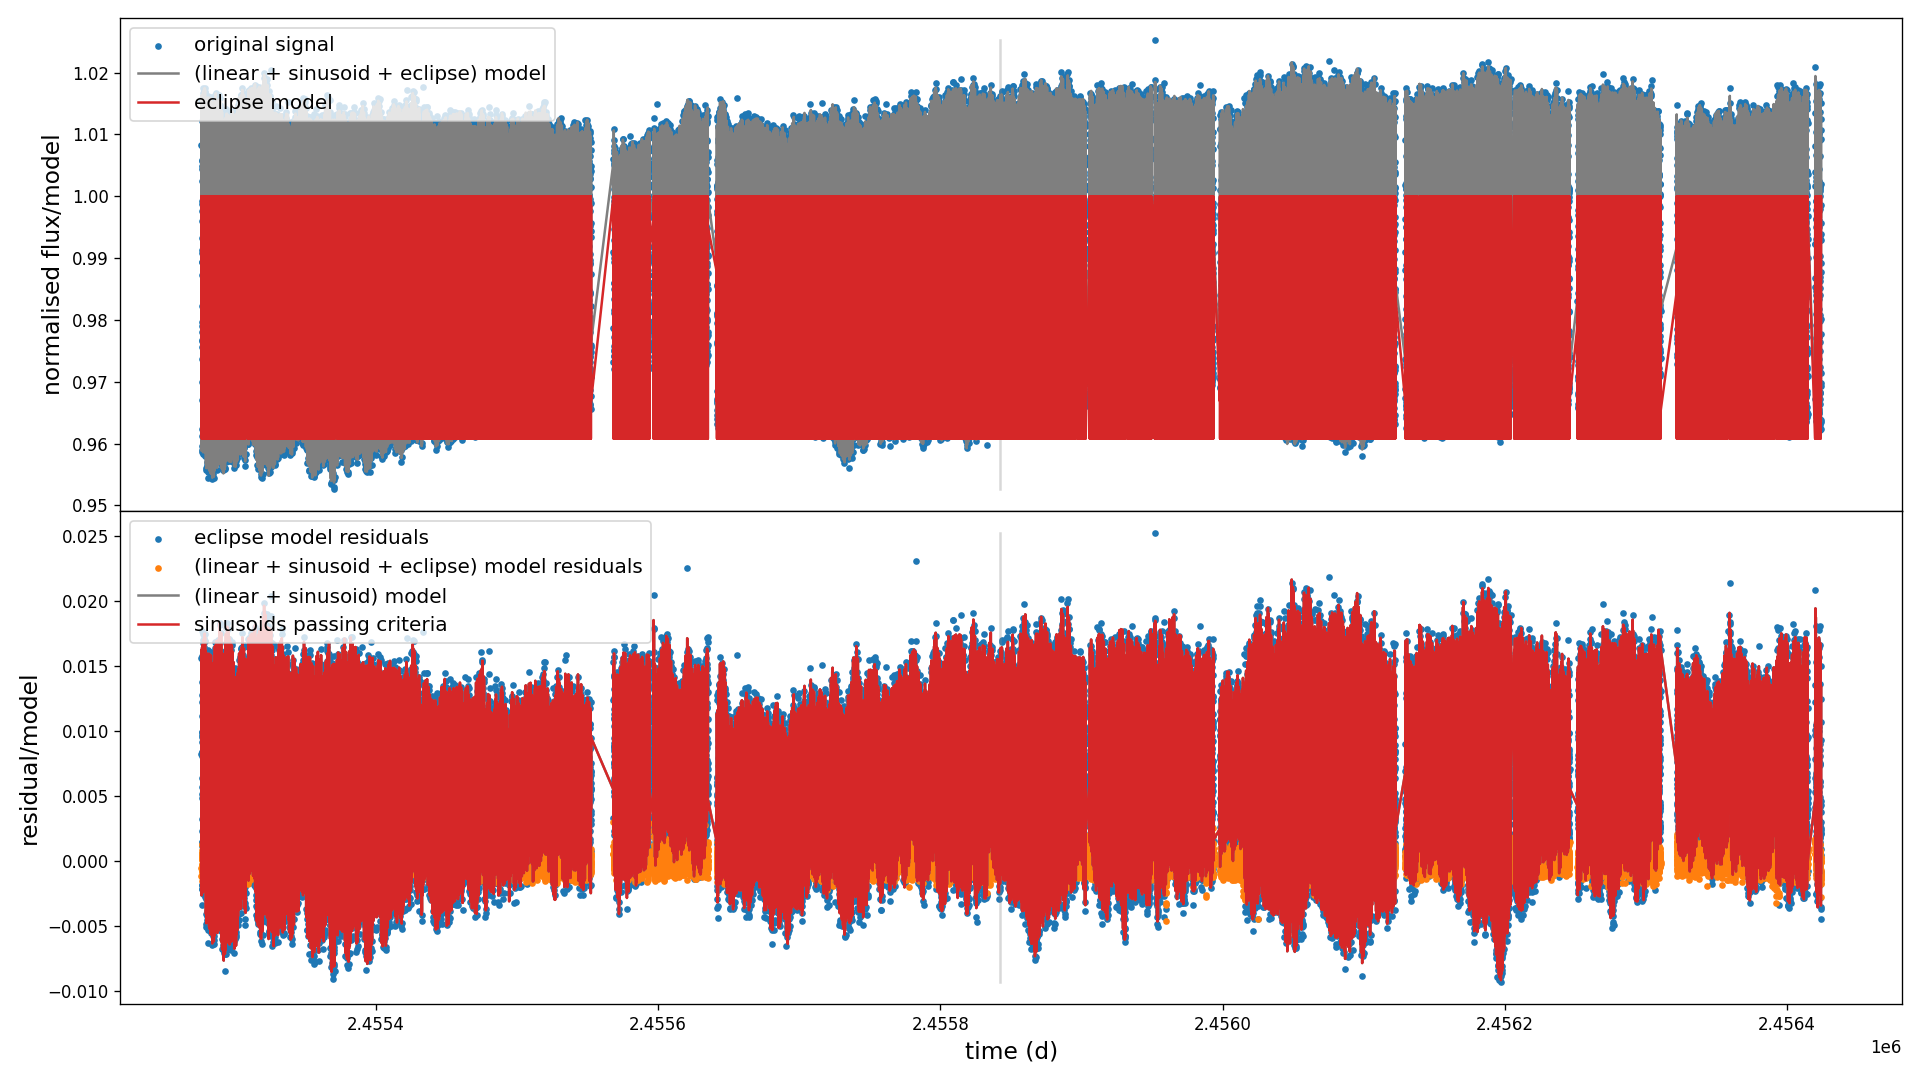 original signal
(linear + sinusoid + eclipse) model
eclipse model
1.02
1.01
1.00
0.99
0.98
0.97
0.96
0.95
normalised flux/model
eclipse model residuals
(linear + sinusoid + eclipse) model residuals
(linear + sinusoid) model
sinusoids passing criteria
0.025
0.020
0.015
0.010
0.005
0.000
−0.005
−0.010
residual/model
2.4554
2.4556
2.4558
2.4560
2.4562
2.4564
1e6
time (d)